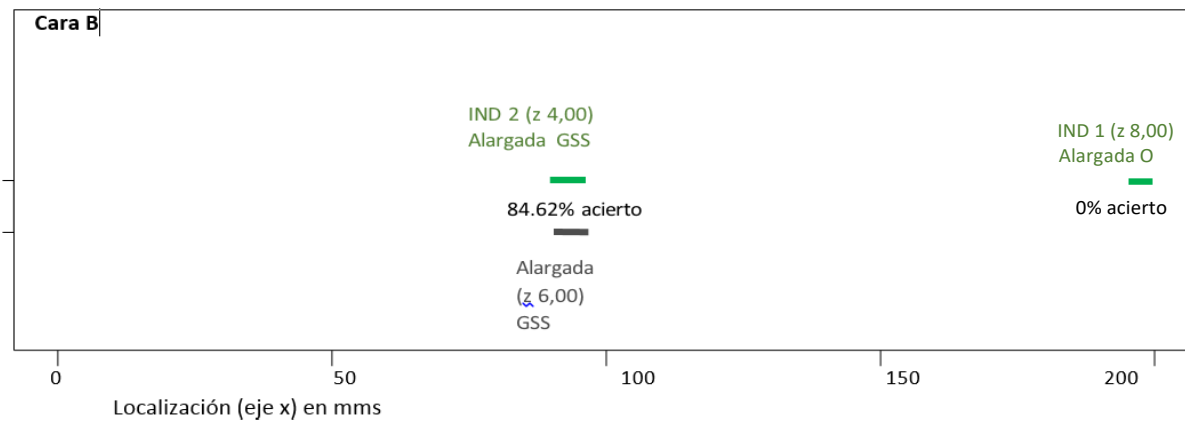 Cara B
IND 2 (z 4,00)
Alargada GSS
IND 1 (z 8,00)
Alargada O
84.62% acierto
0% acierto
Alargada
(z 6,00)
GSS
0 50 100 150 200
Localización (eje x) en mms